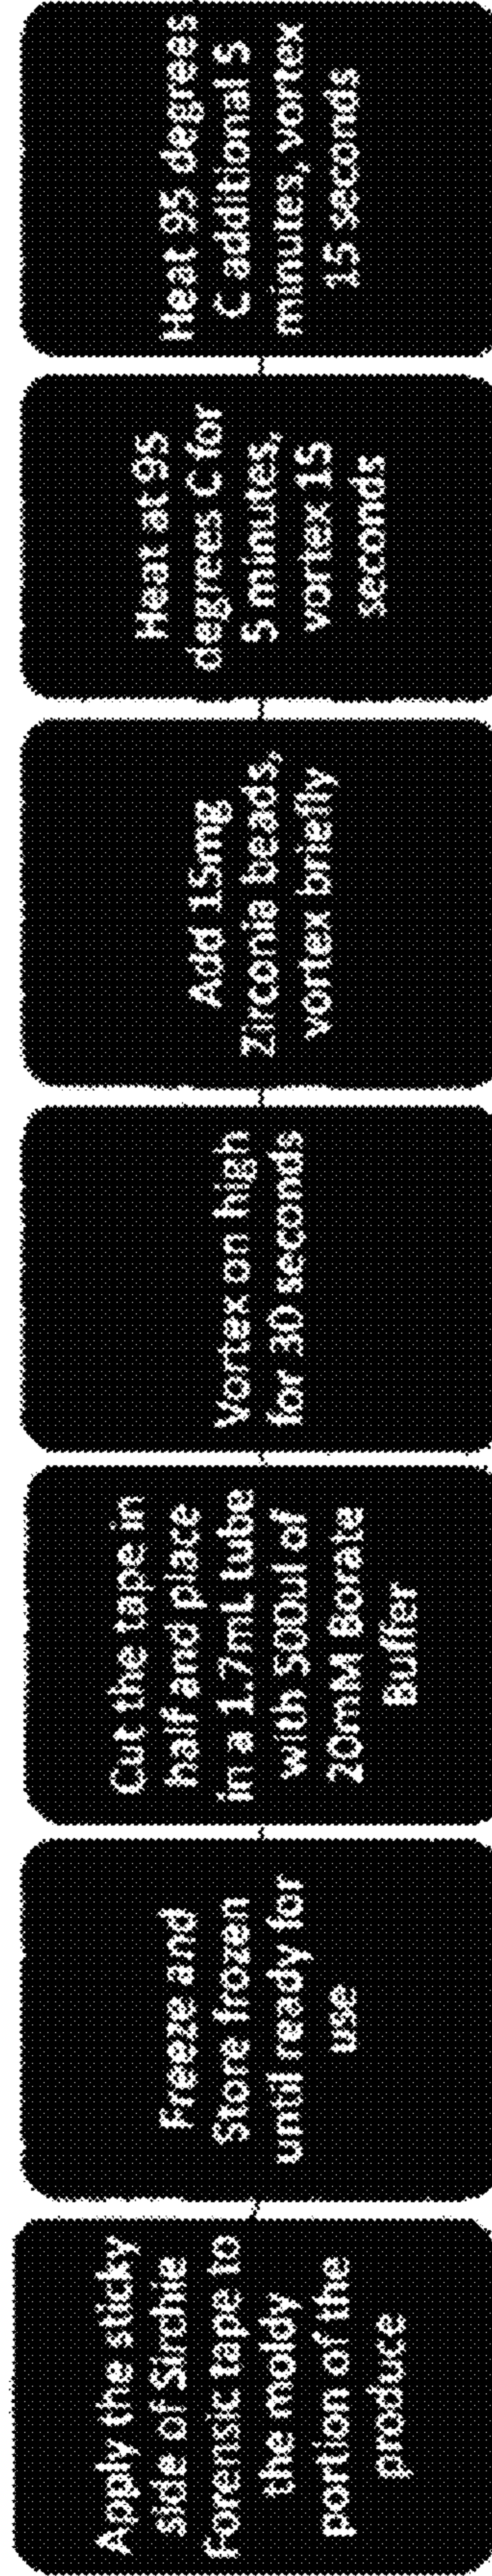 Apply the sticky
side of Sirchie
Forensic tape to
the moldy
portion of the
produce
Freeze and
Store frozen
until ready for
use
Cut the tape in
half and place
in a 1.7mL tube
with 500ul of
20mM Borate
Buffer
Vortex on high
for 30 seconds
Add 15mg
Zirconia beads,
vortex briefly
Heat at 95
degrees C for
5 minutes,
vortex 15
seconds
Heat 95 degrees
C additional 5
minutes, vortex
15 seconds